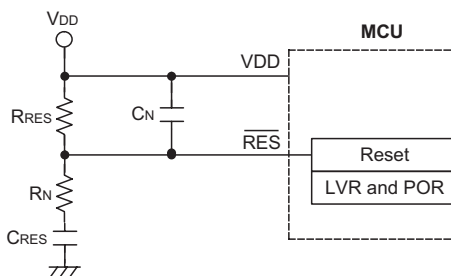 VDD
MCU
VDD
RRES
CN
RES
Reset
RN
LVR and POR
CRES